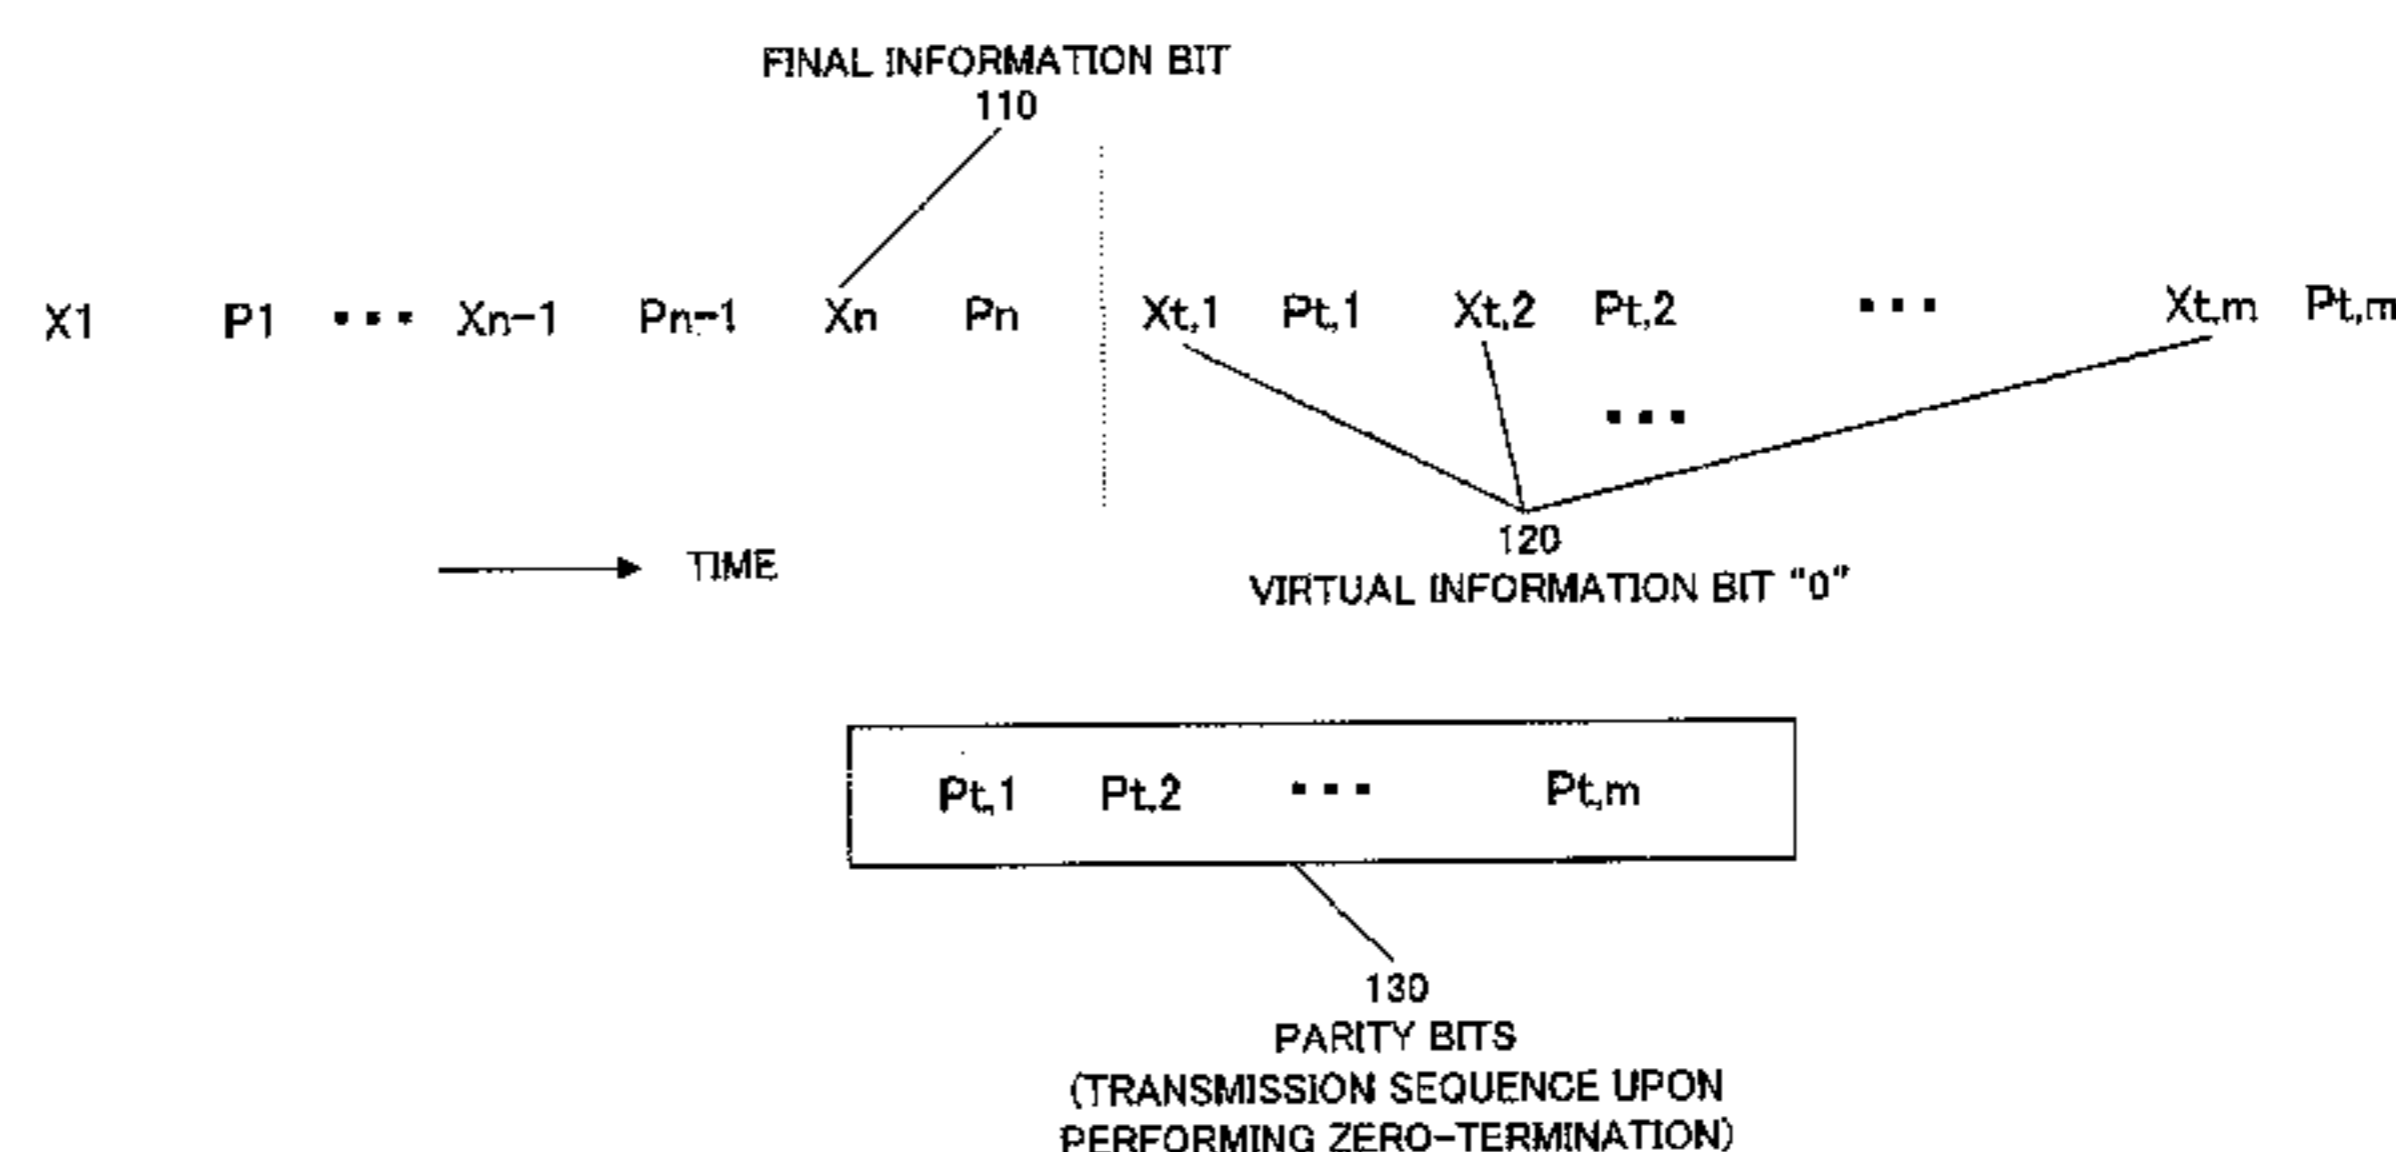 FINAL INFORMATION BIT
110
X1 P1 ••• Xn-1 Pn-1 Xn Pn Xt,1 Pt,1 Xt,2 Pt,2 ••• Xt,m Pt,m
•••
120
TIME
VIRTUAL INFORMATION BIT "0"
Pt,1 Pt,2 ••• Pt,m
130
PARITY BITS
(TRANSMISSION SEQUENCE UPON
PERFORMING ZERO-TERMINATION)